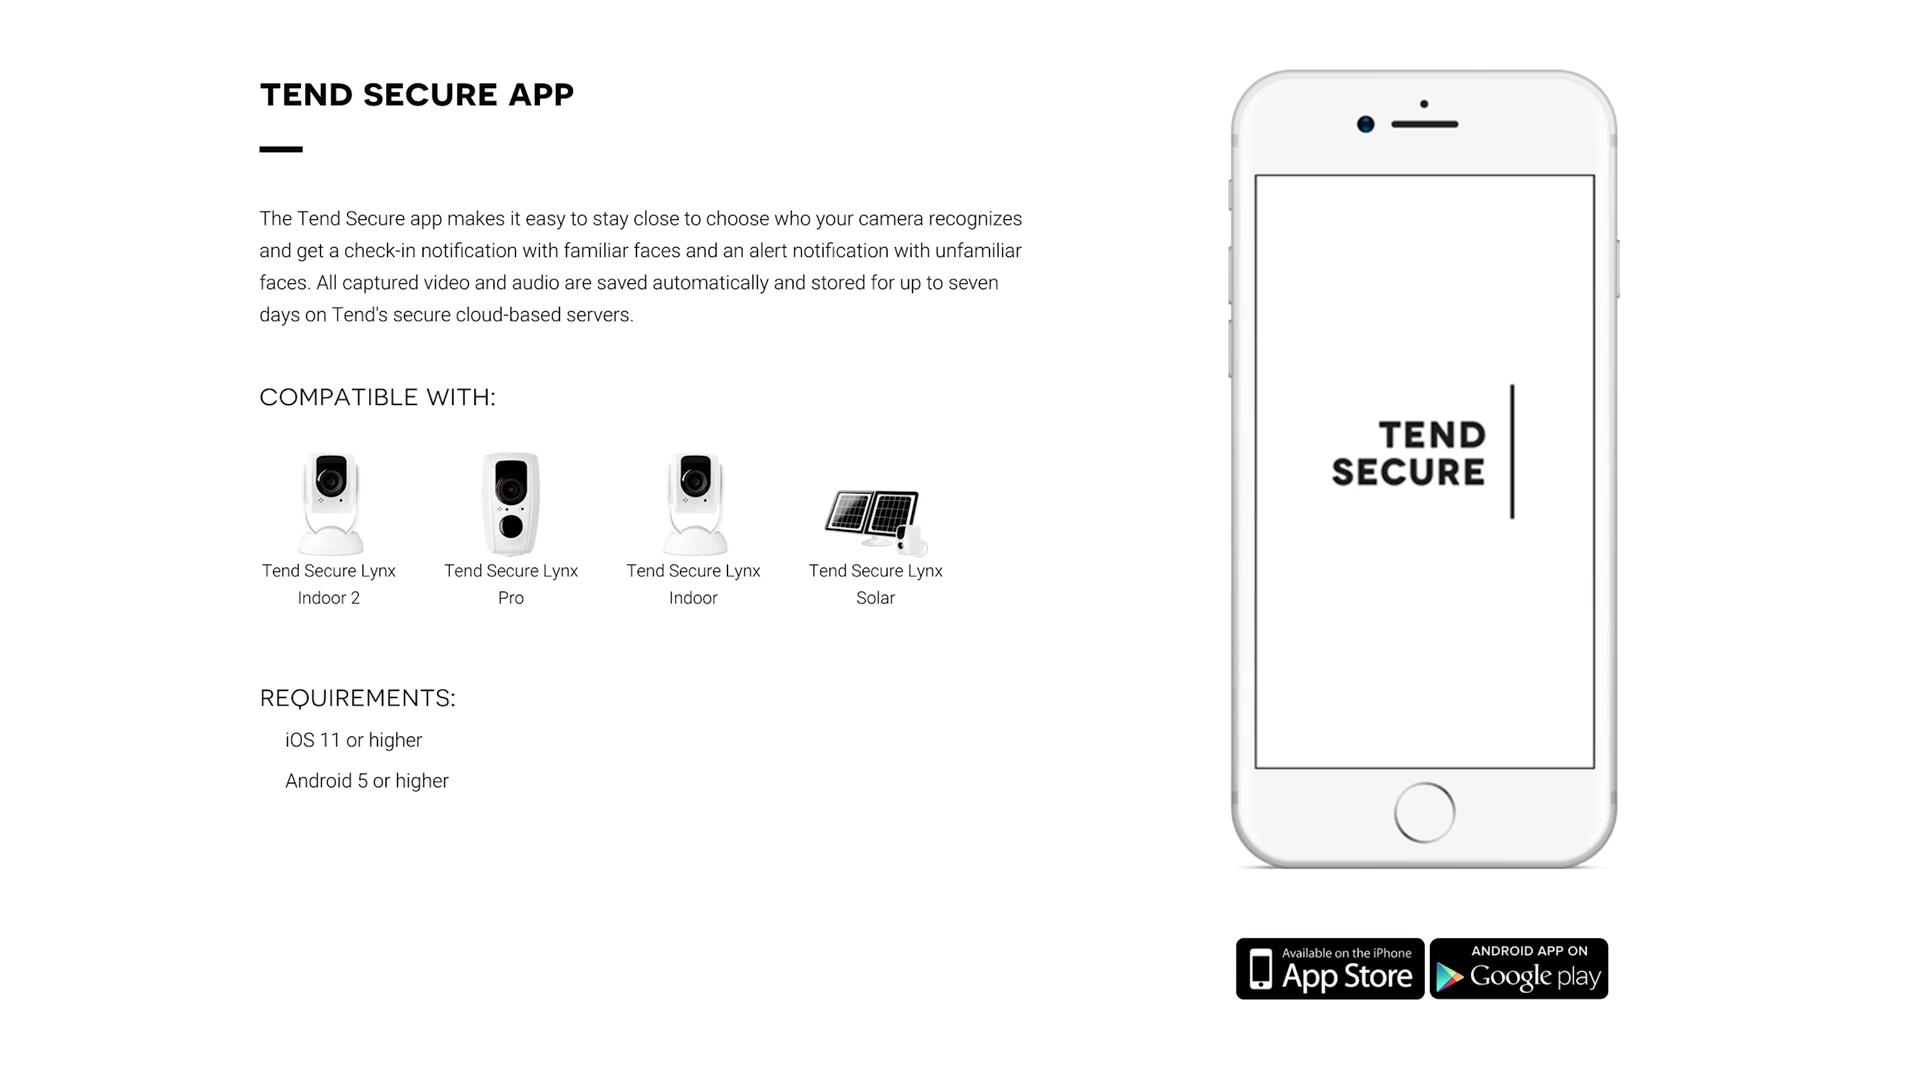 TEND SECURE APP
The Tend Secure app makes it easy to stay close to choose who your camera recognizes
and get a check-in notification with familiar faces and an alert notification with unfamiliar
faces. All captured video and audio are saved automatically and stored for up to seven
days on Tend's secure cloud-based servers.
COMPATIBLE WITH:
Tend Secure Lynx
Indoor 2
Tend Secure Lynx
Pro
Tend Secure Lynx
Indoor
Tend Secure Lynx
Solar
REQUIREMENTS:
iOS 11 or higher
Android 5 or higher
TEND
SECURE
Available on the iPhone
App Store
ANDROID APP ON
Google play